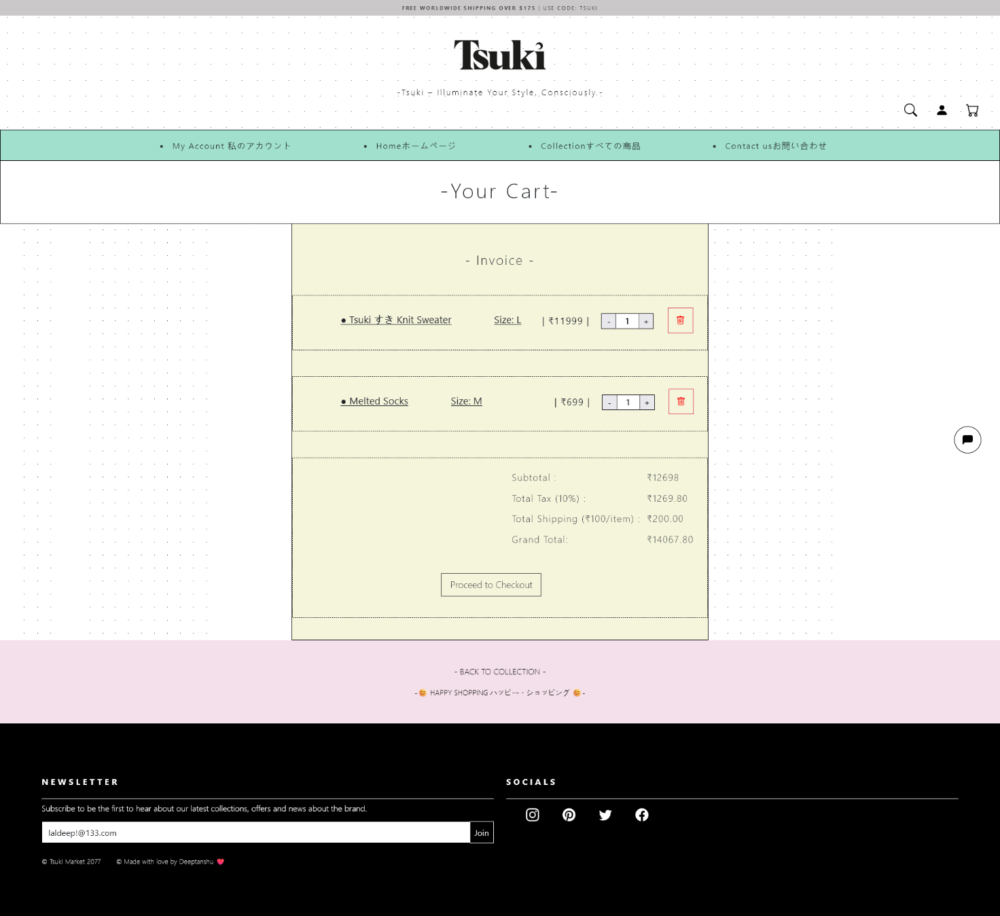 FREE WORLDWIDE SHIPPING OVER $175 | USE CODE: TSUKI
Tsuki
-Tsuki – Illuminate Your Style, Consciously.-
• My Account 私のアカウント • Homeホームページ • Collectionすべての商品 • Contact usお問い合わせ
-Your Cart-
- Invoice -
● Tsuki すき Knit Sweater Size: L | ₹11999 | - 1 +
● Melted Socks Size: M | ₹699 | - 1 +
Subtotal : ₹12698
Total Tax (10%) : ₹1269.80
Total Shipping (₹100/item) : ₹200.00
Grand Total: ₹14067.80
Proceed to Checkout
- BACK TO COLLECTION -
-😊 HAPPY SHOPPING ハッピー・ショッピング 😊-
NEWSLETTER
Subscribe to be the first to hear about our latest collections, offers and news about the brand.
laldeep!@133.com Join
© Tsuki Market 2077 © Made with love by Deeptanshu 💖
SOCIALS